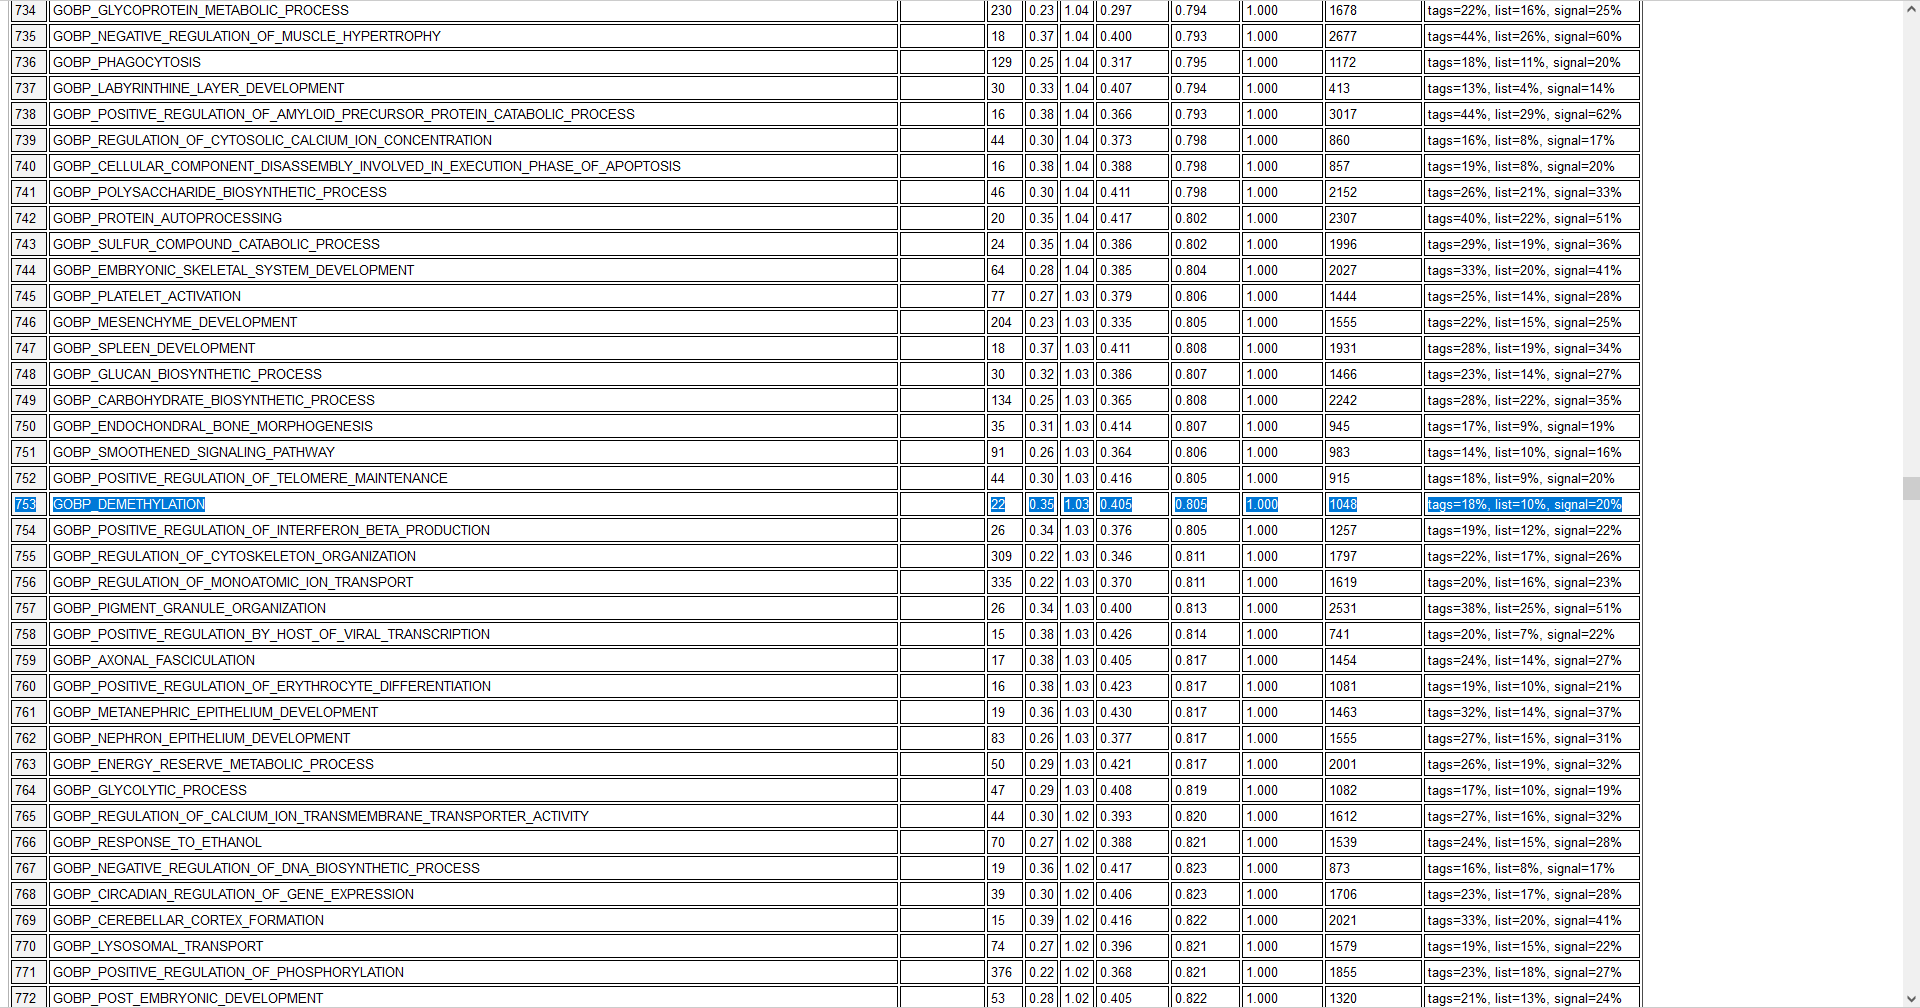 734 GOBP_GLYCOPROTEIN_METABOLIC_PROCESS 230 0.23 1.04 0.297 0.794 1.000 1678 tags=22%, list=16%, signal=25%
735 GOBP_NEGATIVE_REGULATION_OF_MUSCLE_HYPERTROPHY 18 0.37 1.04 0.400 0.793 1.000 2677 tags=44%, list=26%, signal=60%
736 GOBP_PHAGOCYTOSIS 129 0.25 1.04 0.317 0.795 1.000 1172 tags=18%, list=11%, signal=20%
737 GOBP_LABYRINTHINE_LAYER_DEVELOPMENT 30 0.33 1.04 0.407 0.794 1.000 413 tags=13%, list=4%, signal=14%
738 GOBP_POSITIVE_REGULATION_OF_AMYLOID_PRECURSOR_PROTEIN_CATABOLIC_PROCESS 16 0.38 1.04 0.366 0.793 1.000 3017 tags=44%, list=29%, signal=62%
739 GOBP_REGULATION_OF_CYTOSOLIC_CALCIUM_ION_CONCENTRATION 44 0.30 1.04 0.373 0.798 1.000 860 tags=16%, list=8%, signal=17%
740 GOBP_CELLULAR_COMPONENT_DISASSEMBLY_INVOLVED_IN_EXECUTION_PHASE_OF_APOPTOSIS 16 0.38 1.04 0.388 0.798 1.000 857 tags=19%, list=8%, signal=20%
741 GOBP_POLYSACCHARIDE_BIOSYNTHETIC_PROCESS 46 0.30 1.04 0.411 0.798 1.000 2152 tags=26%, list=21%, signal=33%
742 GOBP_PROTEIN_AUTOPROCESSING 20 0.35 1.04 0.417 0.802 1.000 2307 tags=40%, list=22%, signal=51%
743 GOBP_SULFUR_COMPOUND_CATABOLIC_PROCESS 24 0.35 1.04 0.386 0.802 1.000 1996 tags=29%, list=19%, signal=36%
744 GOBP_EMBRYONIC_SKELETAL_SYSTEM_DEVELOPMENT 64 0.28 1.04 0.385 0.804 1.000 2027 tags=33%, list=20%, signal=41%
745 GOBP_PLATELET_ACTIVATION 77 0.27 1.03 0.379 0.806 1.000 1444 tags=25%, list=14%, signal=28%
746 GOBP_MESENCHYME_DEVELOPMENT 204 0.23 1.03 0.335 0.805 1.000 1555 tags=22%, list=15%, signal=25%
747 GOBP_SPLEEN_DEVELOPMENT 18 0.37 1.03 0.411 0.808 1.000 1931 tags=28%, list=19%, signal=34%
748 GOBP_GLUCAN_BIOSYNTHETIC_PROCESS 30 0.32 1.03 0.386 0.807 1.000 1466 tags=23%, list=14%, signal=27%
749 GOBP_CARBOHYDRATE_BIOSYNTHETIC_PROCESS 134 0.25 1.03 0.365 0.808 1.000 2242 tags=28%, list=22%, signal=35%
750 GOBP_ENDOCHONDRAL_BONE_MORPHOGENESIS 35 0.31 1.03 0.414 0.807 1.000 945 tags=17%, list=9%, signal=19%
751 GOBP_SMOOTHENED_SIGNALING_PATHWAY 91 0.26 1.03 0.364 0.806 1.000 983 tags=14%, list=10%, signal=16%
752 GOBP_POSITIVE_REGULATION_OF_TELOMERE_MAINTENANCE 44 0.30 1.03 0.416 0.805 1.000 915 tags=18%, list=9%, signal=20%
753 GOBP_DEMETHYLATION 22 0.35 1.03 0.405 0.805 1.000 1048 tags=18%, list=10%, signal=20%
754 GOBP_POSITIVE_REGULATION_OF_INTERFERON_BETA_PRODUCTION 26 0.34 1.03 0.376 0.805 1.000 1257 tags=19%, list=12%, signal=22%
755 GOBP_REGULATION_OF_CYTOSKELETON_ORGANIZATION 309 0.22 1.03 0.346 0.811 1.000 1797 tags=22%, list=17%, signal=26%
756 GOBP_REGULATION_OF_MONOATOMIC_ION_TRANSPORT 335 0.22 1.03 0.370 0.811 1.000 1619 tags=20%, list=16%, signal=23%
757 GOBP_PIGMENT_GRANULE_ORGANIZATION 26 0.34 1.03 0.400 0.813 1.000 2531 tags=38%, list=25%, signal=51%
758 GOBP_POSITIVE_REGULATION_BY_HOST_OF_VIRAL_TRANSCRIPTION 15 0.38 1.03 0.426 0.814 1.000 741 tags=20%, list=7%, signal=22%
759 GOBP_AXONAL_FASCICULATION 17 0.38 1.03 0.405 0.817 1.000 1454 tags=24%, list=14%, signal=27%
760 GOBP_POSITIVE_REGULATION_OF_ERYTHROCYTE_DIFFERENTIATION 16 0.38 1.03 0.423 0.817 1.000 1081 tags=19%, list=10%, signal=21%
761 GOBP_METANEPHRIC_EPITHELIUM_DEVELOPMENT 19 0.36 1.03 0.430 0.817 1.000 1463 tags=32%, list=14%, signal=37%
762 GOBP_NEPHRON_EPITHELIUM_DEVELOPMENT 83 0.26 1.03 0.377 0.817 1.000 1555 tags=27%, list=15%, signal=31%
763 GOBP_ENERGY_RESERVE_METABOLIC_PROCESS 50 0.29 1.03 0.421 0.817 1.000 2001 tags=26%, list=19%, signal=32%
764 GOBP_GLYCOLYTIC_PROCESS 47 0.29 1.03 0.408 0.819 1.000 1082 tags=17%, list=10%, signal=19%
765 GOBP_REGULATION_OF_CALCIUM_ION_TRANSMEMBRANE_TRANSPORTER_ACTIVITY 44 0.30 1.02 0.393 0.820 1.000 1612 tags=27%, list=16%, signal=32%
766 GOBP_RESPONSE_TO_ETHANOL 70 0.27 1.02 0.388 0.821 1.000 1539 tags=24%, list=15%, signal=28%
767 GOBP_NEGATIVE_REGULATION_OF_DNA_BIOSYNTHETIC_PROCESS 19 0.36 1.02 0.417 0.823 1.000 873 tags=16%, list=8%, signal=17%
768 GOBP_CIRCADIAN_REGULATION_OF_GENE_EXPRESSION 39 0.30 1.02 0.406 0.823 1.000 1706 tags=23%, list=17%, signal=28%
769 GOBP_CEREBELLAR_CORTEX_FORMATION 15 0.39 1.02 0.416 0.822 1.000 2021 tags=33%, list=20%, signal=41%
770 GOBP_LYSOSOMAL_TRANSPORT 74 0.27 1.02 0.396 0.821 1.000 1579 tags=19%, list=15%, signal=22%
771 GOBP_POSITIVE_REGULATION_OF_PHOSPHORYLATION 376 0.22 1.02 0.368 0.821 1.000 1855 tags=23%, list=18%, signal=27%
772 GOBP_POST_EMBRYONIC_DEVELOPMENT 53 0.28 1.02 0.405 0.822 1.000 1320 tags=21%, list=13%, signal=24%